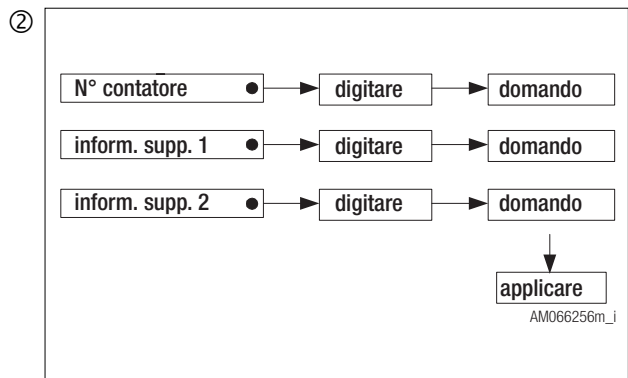 ②
N° contatore digitare domando
inform. supp. 1 digitare domando
inform. supp. 2 digitare domando
applicare
AM066256m_i